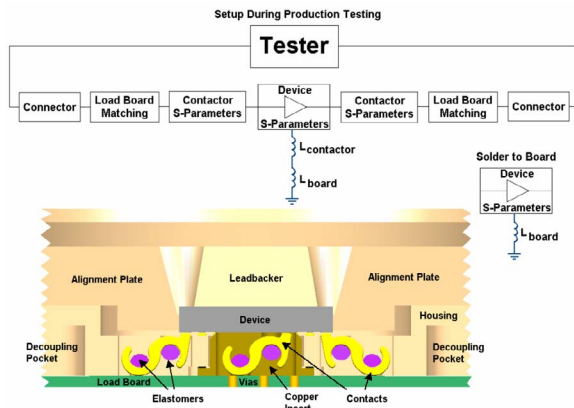 Setup During Production Testing
Tester
Connector
Load Board
Matching
Contactor
S-Parameters
Device
S-Parameters
Contactor
S-Parameters
Load Board
Matching
Connector
Lcontactor
Lboard
Solder to Board
Device
S-Parameters
Lboard
Alignment Plate
Leadbacker
Alignment Plate
Device
Housing
Decoupling
Pocket
Decoupling
Pocket
Load Board
Vias
Elastomers
Copper
Insert
Contacts